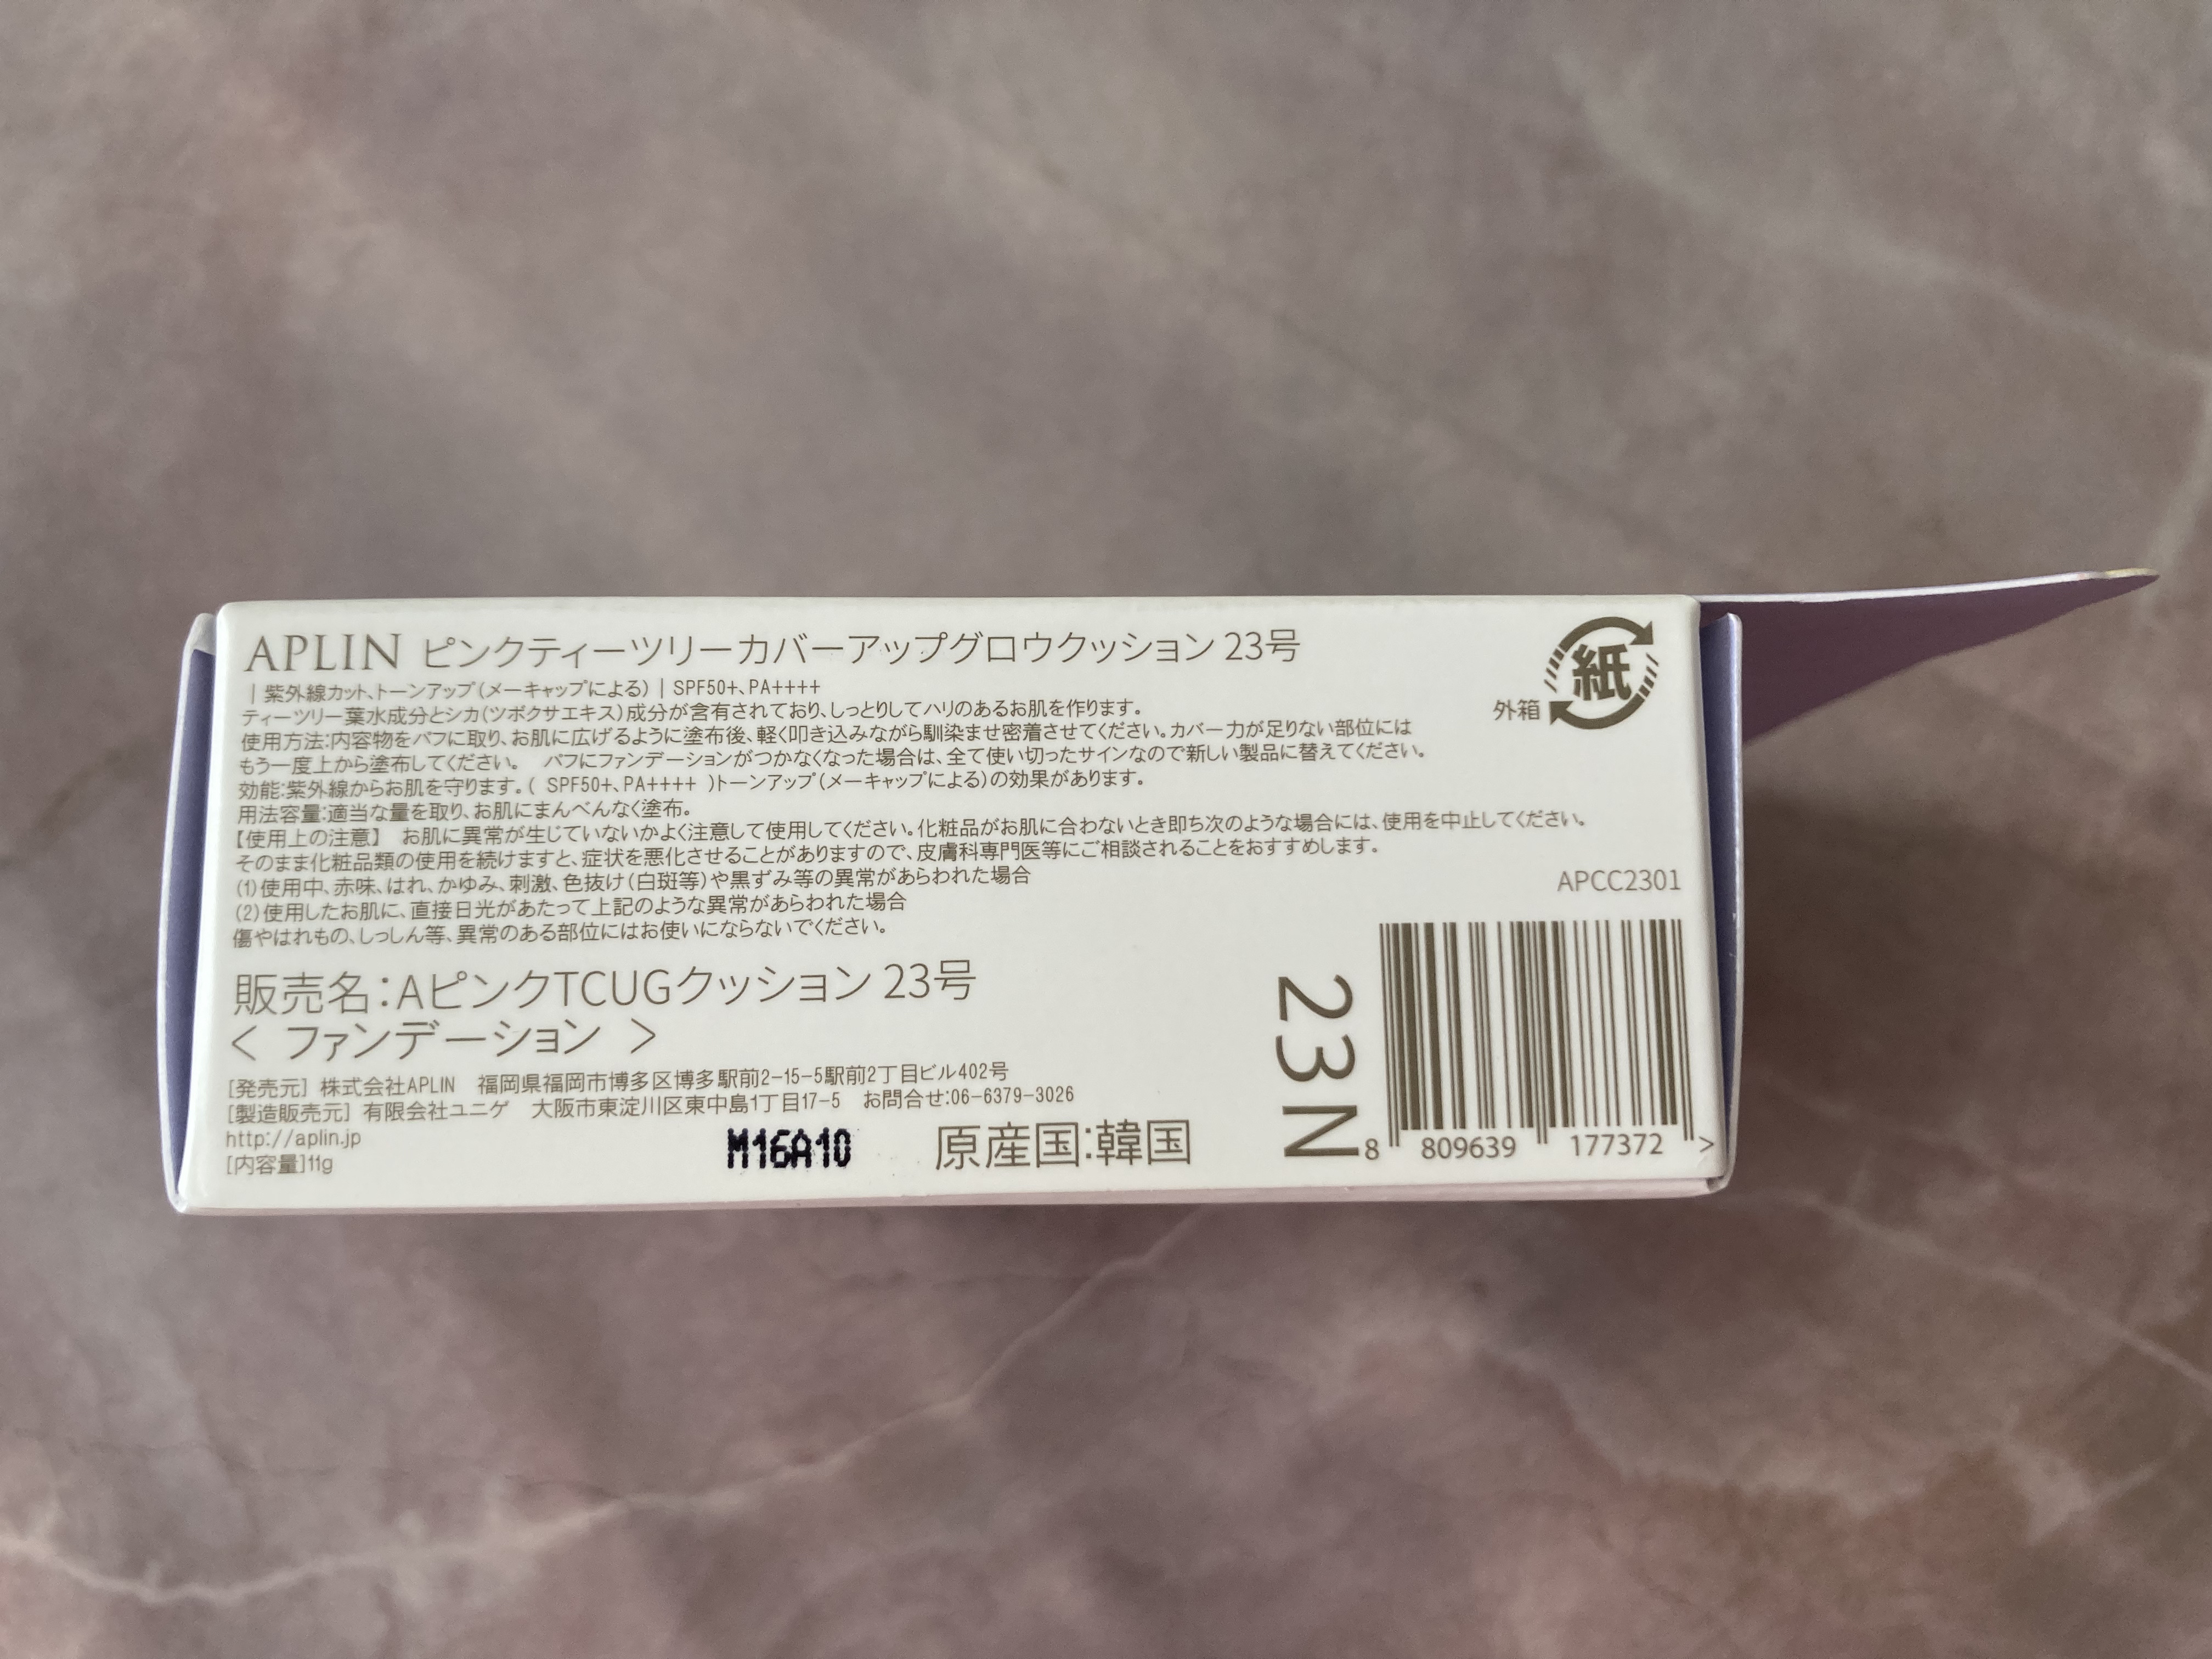 APLIN ピンクティーツリーカバーアップグロウクッション 23号
| 紫外線カット、トーンアップ(メーキャップによる) | SPF50+、PA++++
ティーツリー葉水成分とシカ(ツボクサエキス)成分が含有されており、しっとりしてハリのあるお肌を作ります。
使用方法:内容物をパフに取り、お肌に広げるように塗布後、軽く叩き込みながら馴染ませ密着させてください。カバー力が足りない部位には
もう一度上から塗布してください。 パフにファンデーションがつかなくなった場合は、全て使い切ったサインなので新しい製品に替えてください。
効能:紫外線からお肌を守ります。( SPF50+、PA++++ )トーンアップ(メーキャップによる)の効果があります。
用法容量:適当な量を取り、お肌にまんべんなく塗布。
【使用上の注意】 お肌に異常が生じていないかよく注意して使用してください。化粧品がお肌に合わないとき即ち次のような場合には、使用を中止してください。
そのまま化粧品類の使用を続けますと、症状を悪化させることがありますので、皮膚科専門医等にご相談されることをおすすめします。
(1)使用中、赤味、はれ、かゆみ、刺激、色抜け(白斑等)や黒ずみ等の異常があらわれた場合
(2)使用したお肌に、直接日光があたって上記のような異常があらわれた場合
傷やはれもの、しっしん等、異常のある部位にはお使いにならないでください。
販売名:AピンクTCUGクッション 23号
< ファンデーション >
[発売元] 株式会社APLIN 福岡県福岡市博多区博多駅前2-15-5駅前2丁目ビル402号
[製造販売元] 有限会社ユニゲ 大阪市東淀川区東中島1丁目17-5 お問合せ:06-6379-3026
http://aplin.jp
[内容量]11g
M16A10
原産国:韓国
紙
外箱
APCC2301
23N
8 809639 177372 >